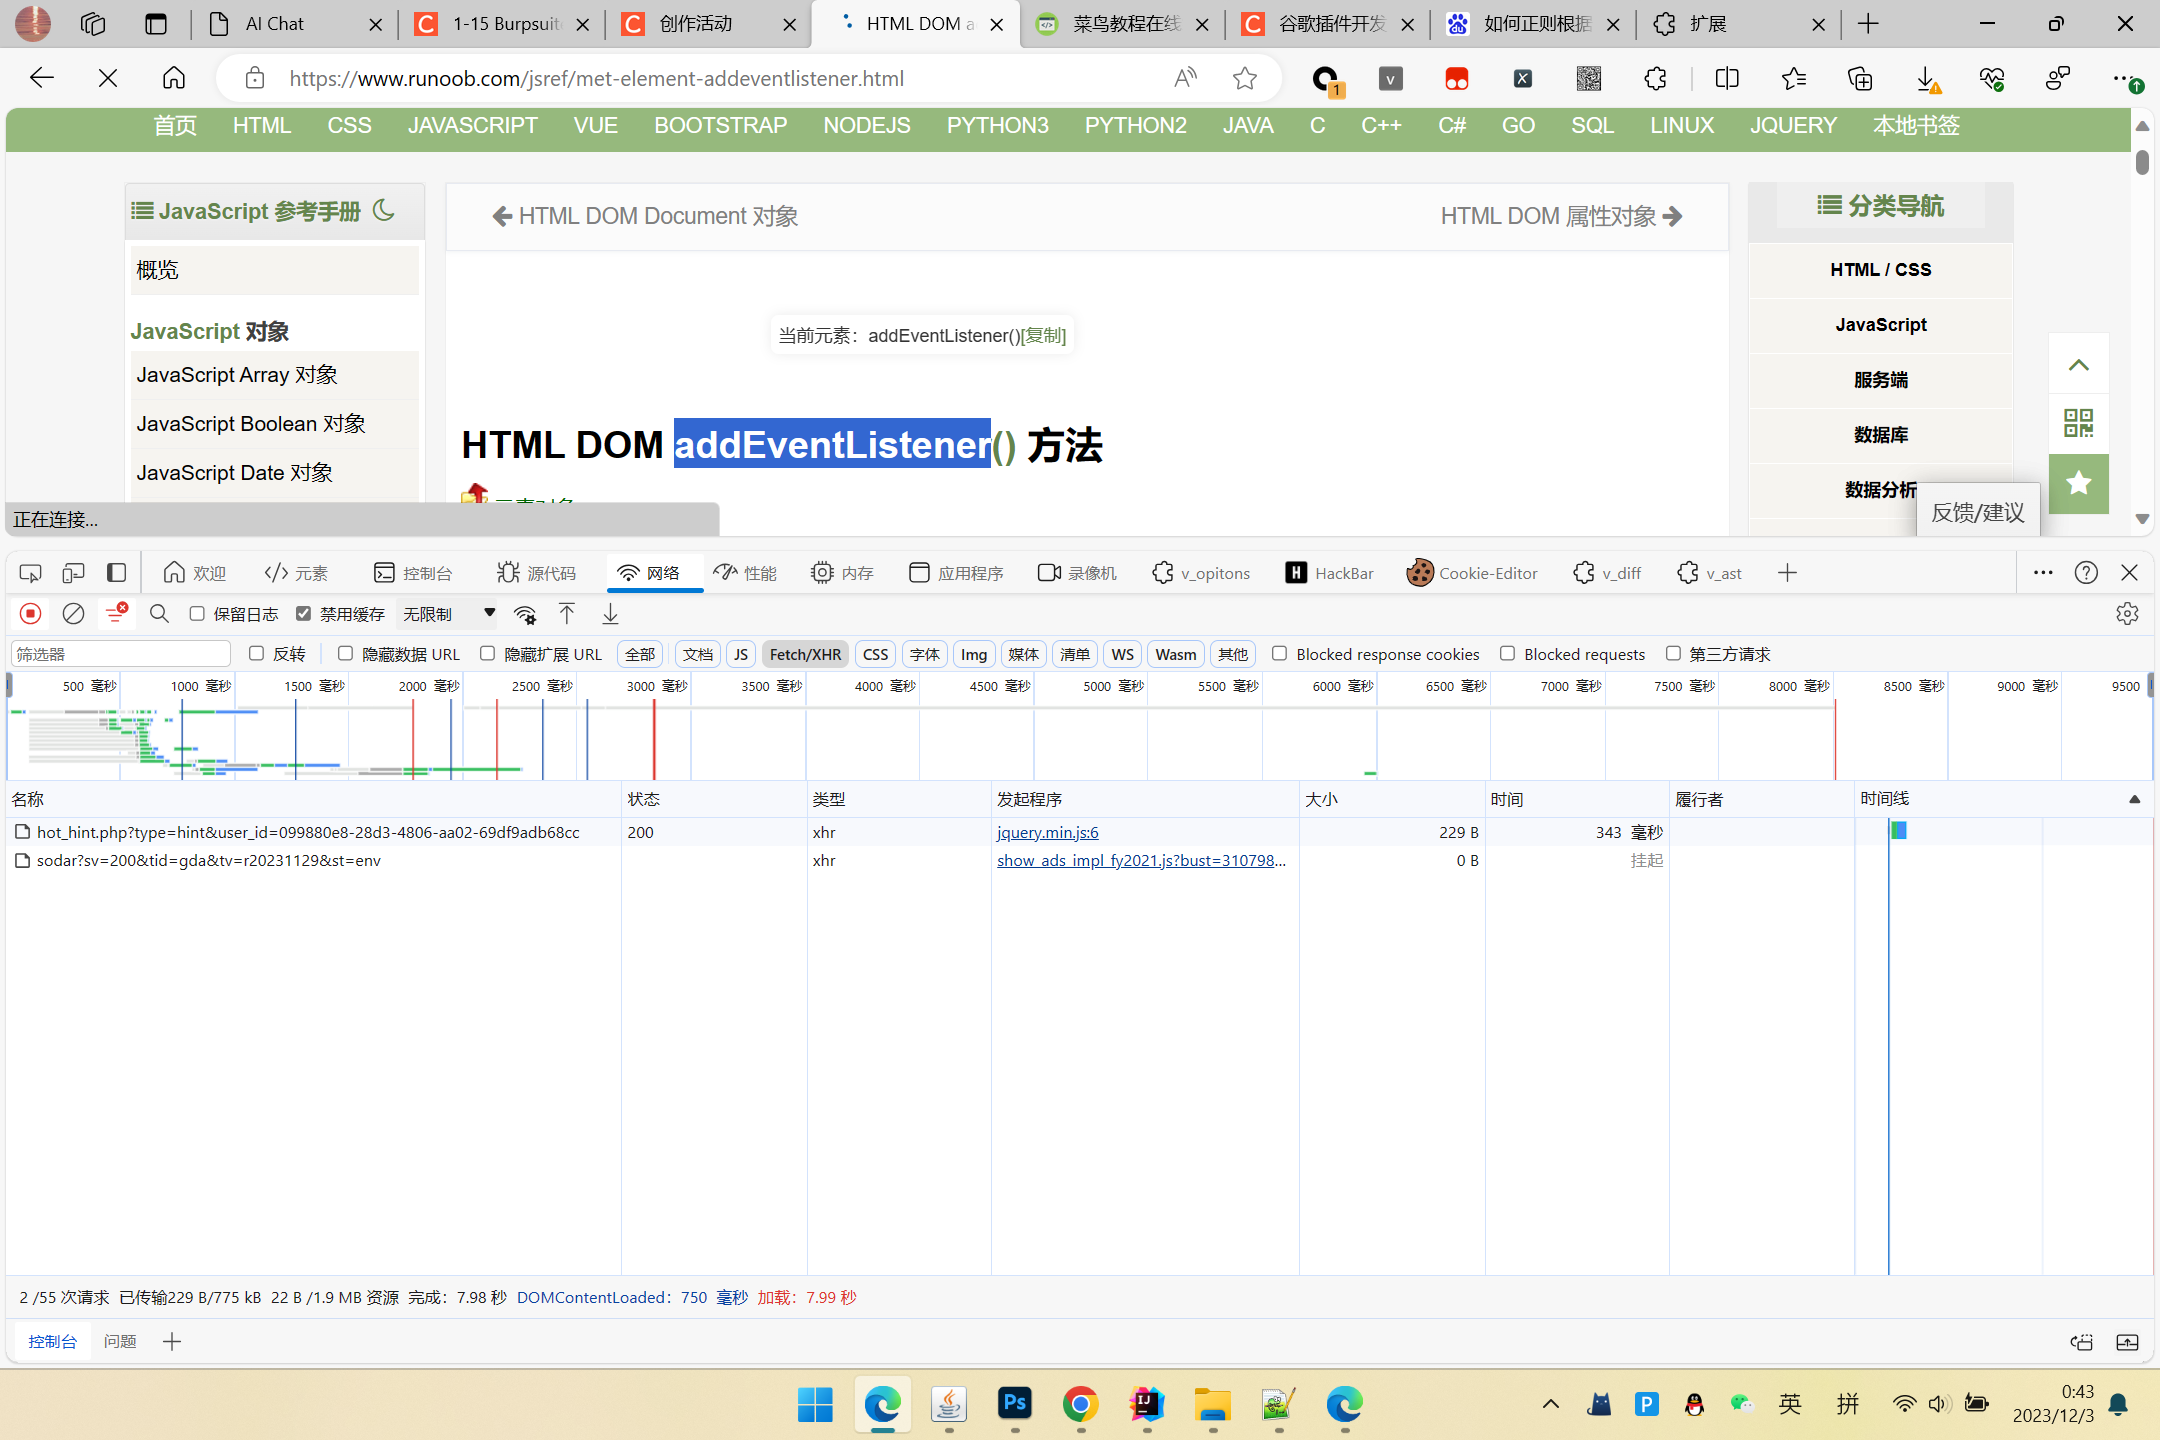 AI Chat
1-15 Burpsuit
创作活动
HTML DOM a
菜鸟教程在线
谷歌插件开发
如何正则根据
扩展
https://www.runoob.com/jsref/met-element-addeventlistener.html
首页 HTML CSS JAVASCRIPT VUE BOOTSTRAP NODEJS PYTHON3 PYTHON2 JAVA C C++ C# GO SQL LINUX JQUERY 本地书签
JavaScript 参考手册
概览
JavaScript 对象
JavaScript Array 对象
JavaScript Boolean 对象
JavaScript Date 对象
HTML DOM Document 对象
HTML DOM 属性对象
当前元素：addEventListener()[复制]
HTML DOM addEventListener() 方法
元素对象
分类导航
HTML / CSS
JavaScript
服务端
数据库
数据分析
反馈/建议
正在连接...
欢迎 元素 控制台 源代码 网络 性能 内存 应用程序 录像机 v_opitons HackBar Cookie-Editor v_diff v_ast
保留日志 禁用缓存 无限制
筛选器 反转 隐藏数据 URL 隐藏扩展 URL 全部 文档 JS Fetch/XHR CSS 字体 Img 媒体 清单 WS Wasm 其他 Blocked response cookies Blocked requests 第三方请求
500 毫秒 1000 毫秒 1500 毫秒 2000 毫秒 2500 毫秒 3000 毫秒 3500 毫秒 4000 毫秒 4500 毫秒 5000 毫秒 5500 毫秒 6000 毫秒 6500 毫秒 7000 毫秒 7500 毫秒 8000 毫秒 8500 毫秒 9000 毫秒 9500
名称 状态 类型 发起程序 大小 时间 履行者 时间线
hot_hint.php?type=hint&user_id=099880e8-28d3-4806-aa02-69df9adb68cc 200 xhr jquery.min.js:6 229 B 343 毫秒
sodar?sv=200&tid=gda&tv=r20231129&st=env xhr show_ads_impl_fy2021.js?bust=310798... 0 B 挂起
2 /55 次请求 已传输229 B/775 kB 22 B /1.9 MB 资源 完成：7.98 秒 DOMContentLoaded：750 毫秒 加载：7.99 秒
控制台 问题
英 拼
0:43
2023/12/3